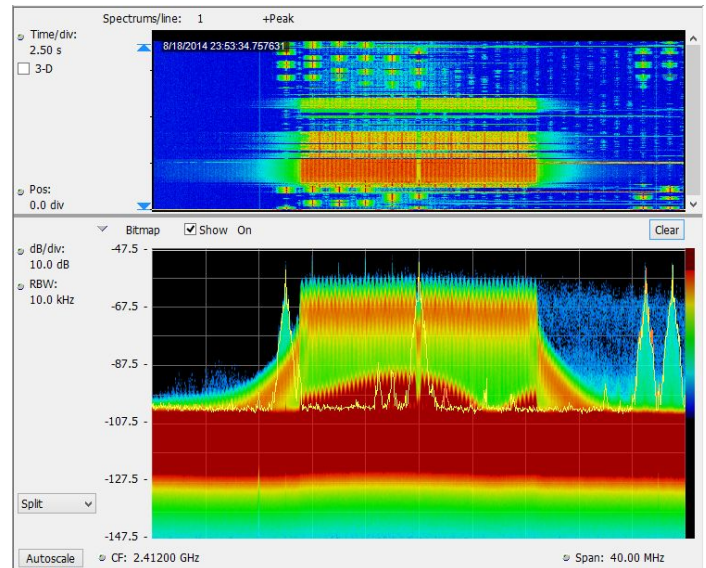 Spectrums/line: 1 +Peak
Time/div:
2.50 s
3-D
8/18/2014 23:53:34.757631
Pos:
0.0 div
Bitmap Show On Clear
dB/div:
10.0 dB
RBW:
10.0 kHz
-47.5
-67.5
-87.5
-107.5
-127.5
-147.5
Split
Autoscale CF: 2.41200 GHz Span: 40.00 MHz